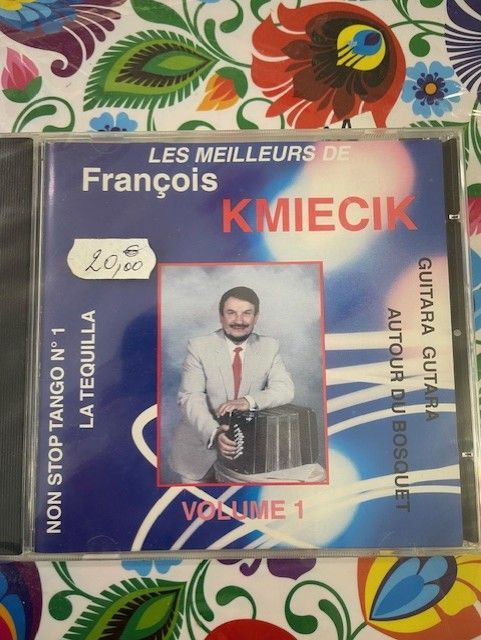 LES MEILLEURS DE
François
KMIECIK
20,00 €
NON STOP TANGO N° 1
LA TEQUILLA
GUITARA GUTARA
AUTOUR DU BOSQUET
VOLUME 1